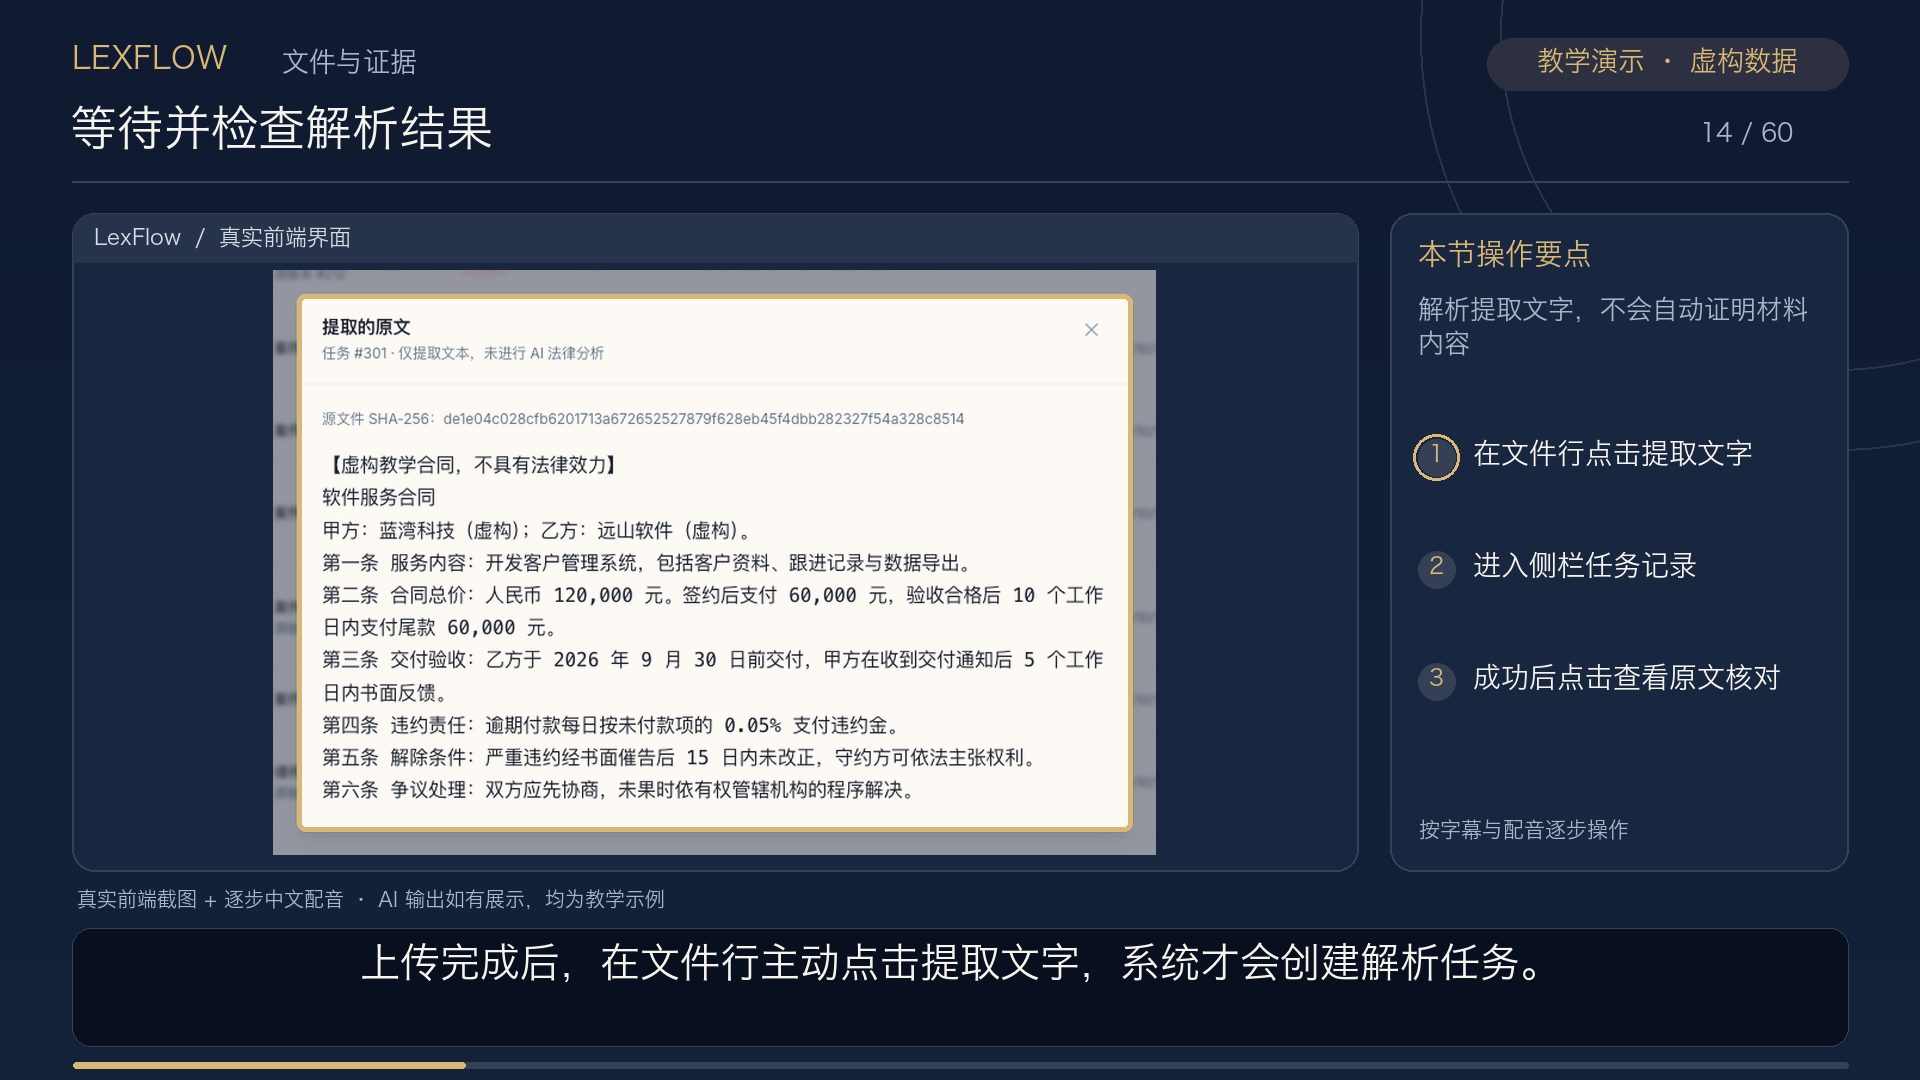 LEXFLOW 文件与证据
教学演示 · 虚构数据
等待并检查解析结果
14 / 60
LexFlow / 真实前端界面
提取的原文
任务 #301 · 仅提取文本，未进行 AI 法律分析
源文件 SHA-256：de1e04c028cfb6201713a672652527879f628eb45f4dbb282327f54a328c8514
【虚构教学合同，不具有法律效力】
软件服务合同
甲方：蓝湾科技（虚构）；乙方：远山软件（虚构）。
第一条 服务内容：开发客户管理系统，包括客户资料、跟进记录与数据导出。
第二条 合同总价：人民币 120,000 元。签约后支付 60,000 元，验收合格后 10 个工作
日内支付尾款 60,000 元。
第三条 交付验收：乙方于 2026 年 9 月 30 日前交付，甲方在收到交付通知后 5 个工作
日内书面反馈。
第四条 违约责任：逾期付款每日按未付款项的 0.05% 支付违约金。
第五条 解除条件：严重违约经书面催告后 15 日内未改正，守约方可依法主张权利。
第六条 争议处理：双方应先协商，未果时依有权管辖机构的程序解决。
本节操作要点
解析提取文字，不会自动证明材料
内容
1 在文件行点击提取文字
2 进入侧栏任务记录
3 成功后点击查看原文核对
按字幕与配音逐步操作
真实前端截图 + 逐步中文配音 · AI 输出如有展示，均为教学示例
上传完成后，在文件行主动点击提取文字，系统才会创建解析任务。